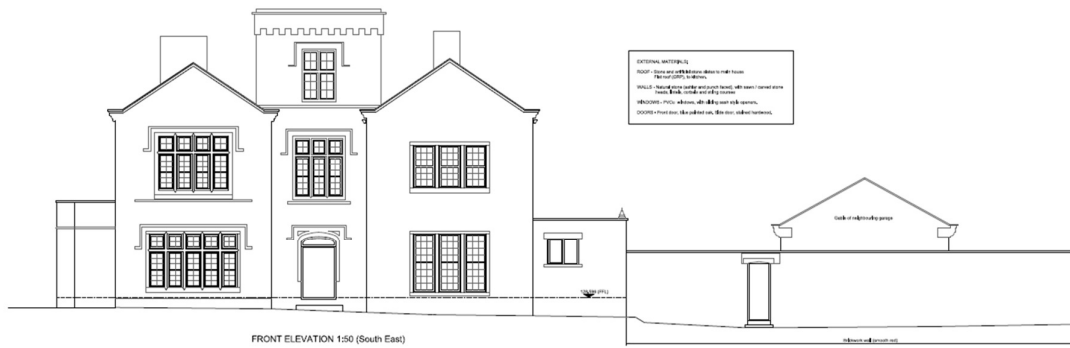 EXTERNAL MATERIALS
ROOF - Stone and artificial stone slates to main house
Flat roof (GRP), to kitchen.
WALLS - Natural stone (ashlar and punch faced), with sawn / carved stone
heads, lintels, corbels and string courses
WINDOWS - PVCu windows, with sliding sash style openers.
DOORS - Front door, blue painted oak, Side door, stained hardwood.
Gable of neighbouring garage
(FFL)
FRONT ELEVATION 1:50 (South East)